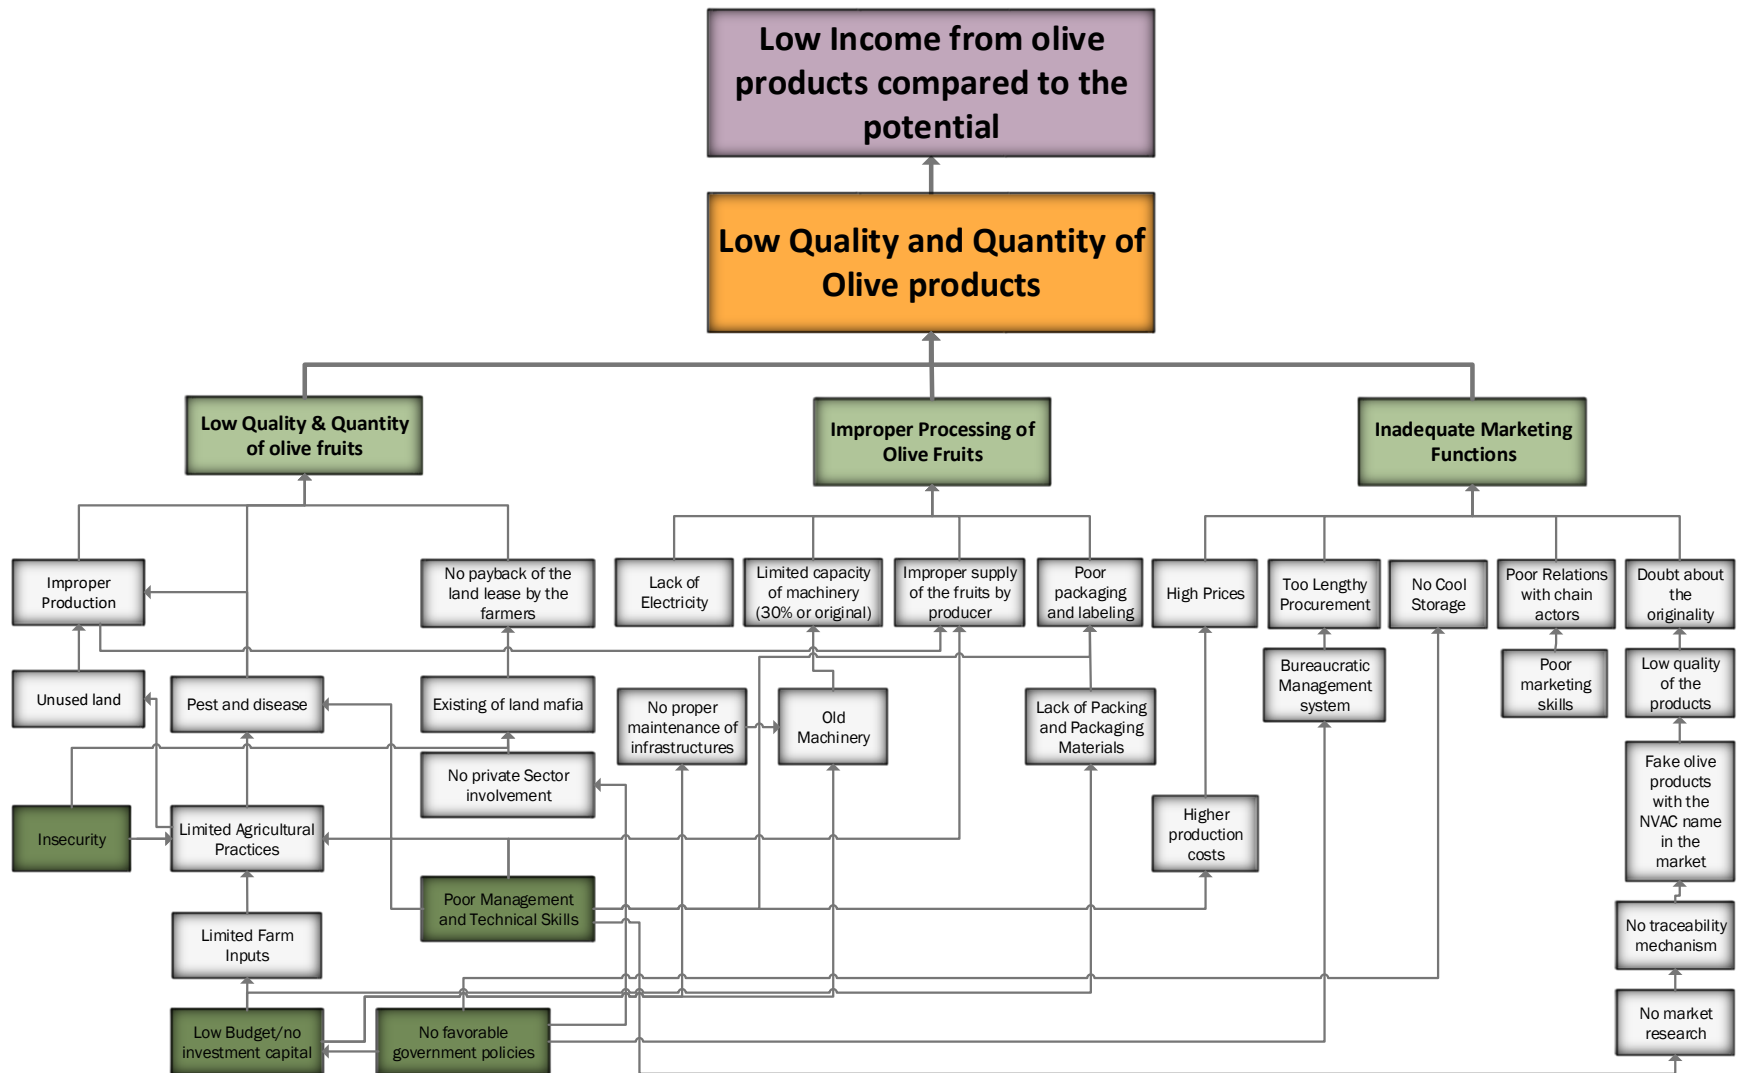 Low Income from olive
products compared to the
potential
Low Quality and Quantity of
Olive products
Low Quality & Quantity
of olive fruits
Improper Processing of
Olive Fruits
Inadequate Marketing
Functions
Improper
Production
No payback of the
land lease by the
farmers
Lack of
Electricity
Limited capacity
of machinery
(30% or original)
Improper supply
of the fruits by
producer
Poor
packaging
and labeling
High Prices
Too Lengthy
Procurement
No Cool
Storage
Poor Relations
with chain
actors
Doubt about
the
originality
Unused land
Pest and disease
Existing of land mafia
No proper
maintenance of
infrastructures
Old
Machinery
Lack of Packing
and Packaging
Materials
Bureaucratic
Management
system
Poor
marketing
skills
Low quality
of the
products
No private Sector
involvement
Fake olive
products
with the
NVAC name
in the
market
Insecurity
Limited Agricultural
Practices
Higher
production
costs
Poor Management
and Technical Skills
Limited Farm
Inputs
No traceability
mechanism
Low Budget/no
investment capital
No favorable
government policies
No market
research